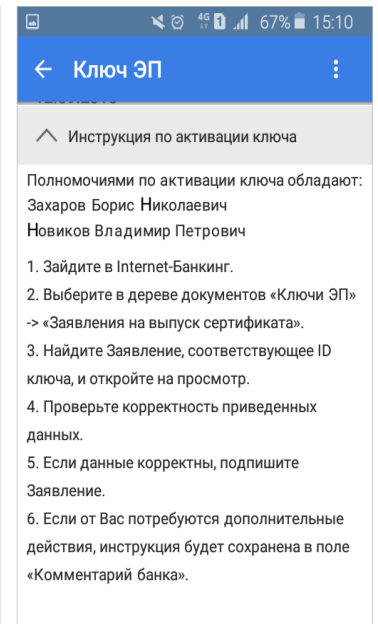 4G 1 67% 15:10
Ключ ЭП
Инструкция по активации ключа
Полномочиями по активации ключа обладают:
Захаров Борис Николаевич
Новиков Владимир Петрович
1. Зайдите в Internet-Банкинг.
2. Выберите в дереве документов «Ключи ЭП»
-> «Заявления на выпуск сертификата».
3. Найдите Заявление, соответствующее ID
ключа, и откройте на просмотр.
4. Проверьте корректность приведенных
данных.
5. Если данные корректны, подпишите
Заявление.
6. Если от Вас потребуются дополнительные
действия, инструкция будет сохранена в поле
«Комментарий банка».